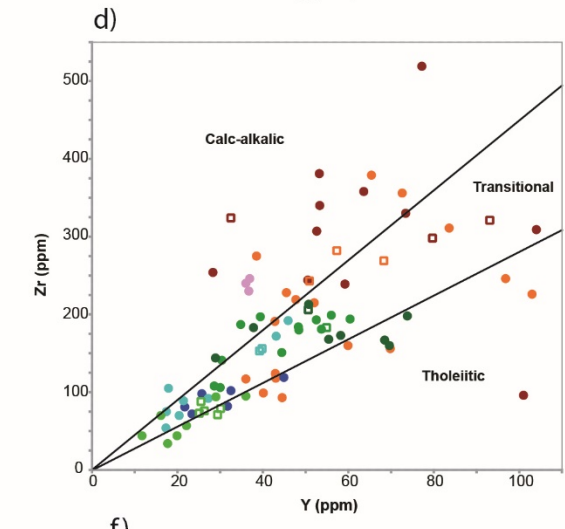 d)
500
400
300
200
100
0
Calc-alkalic
Transitional
Tholeiitic
Zr (ppm)
0 20 40 60 80 100
Y (ppm)